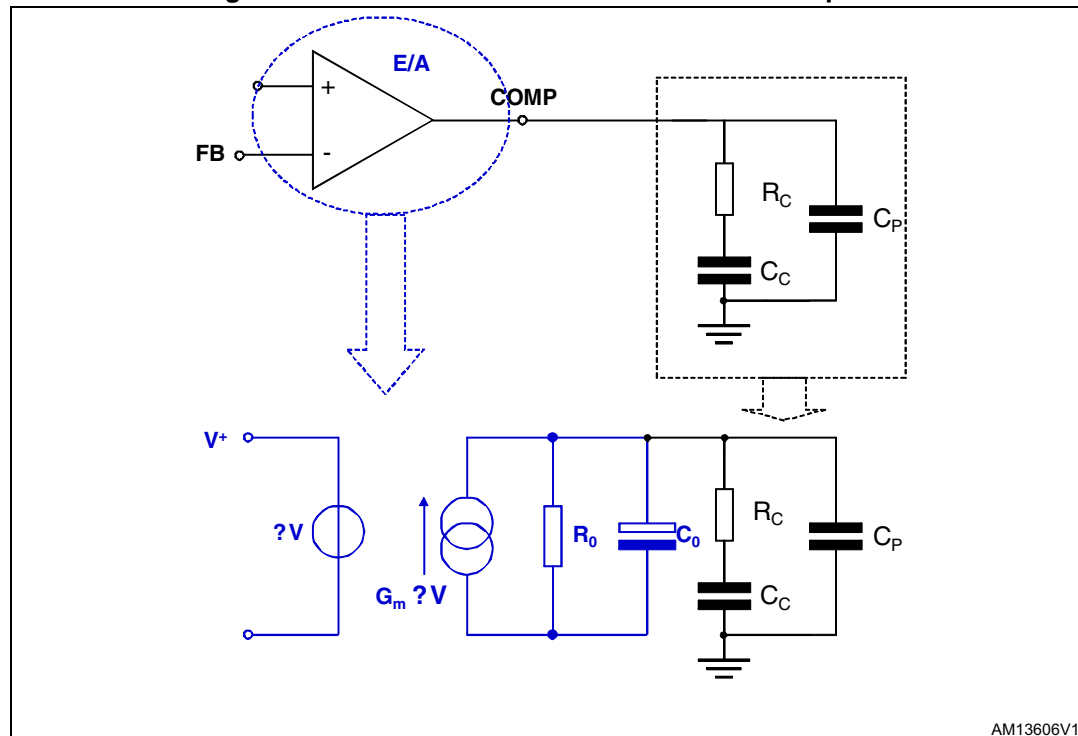 E/A
COMP
+
FB
-
R_C
C_P
C_C
V+
?V
G_m ?V
R_0
C_0
R_C
C_P
C_C
AM13606V1